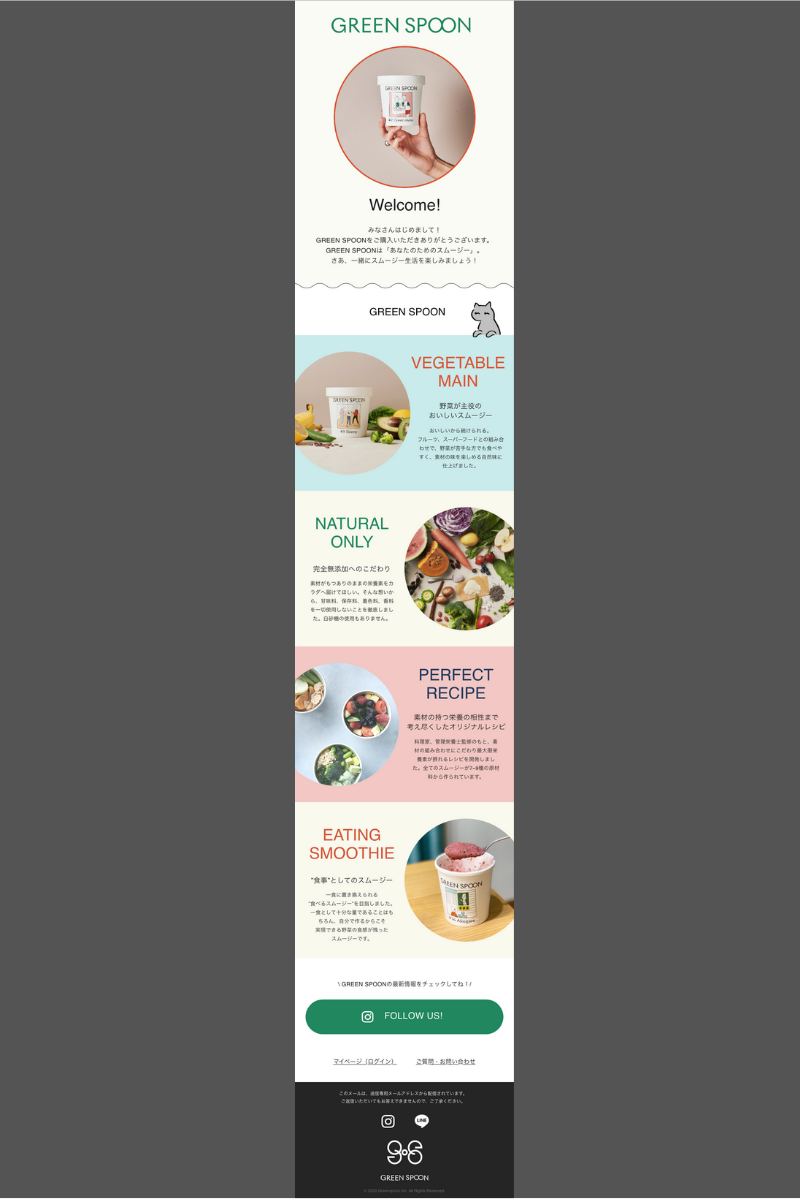 GREEN SPOON
GREEN SPOON
Welcome!
みなさんはじめまして！
GREEN SPOONをご購入いただきありがとうございます。
GREEN SPOONは「あなたのためのスムージー」。
さあ、一緒にスムージー生活を楽しみましょう！
GREEN SPOON
VEGETABLE
MAIN
野菜が主役の
おいしいスムージー
おいしいから続けられる。
フルーツ、スーパーフードとの組み合
わせで、野菜が苦手な方でも食べや
すく、素材の味を楽しめる自然味に
仕上げました。
GREEN SPOON
NATURAL
ONLY
完全無添加へのこだわり
素材がもつありのままの栄養素をカ
ラダへ届けてほしい。そんな想いか
ら、甘味料、保存料、着色料、香料
を一切使用しないことを徹底しまし
た。白砂糖の使用もありません。
PERFECT
RECIPE
素材の持つ栄養の相性まで
考え尽くしたオリジナルレシピ
料理家、管理栄養士監修のもと、素
材の組み合わせにこだわり最大限栄
養素が摂れるレシピを開発しまし
た。全てのスムージーが7~9種の原材
料から作られています。
EATING
SMOOTHIE
"食事"としてのスムージー
一食に置き換えられる
"食べるスムージー"を目指しました。
一食として十分な量であることはも
ちろん、自分で作るからこそ
実現できる野菜の食感が残った
スムージーです。
GREEN SPOON
\ GREEN SPOONの最新情報をチェックしてね！/
FOLLOW US!
マイページ（ログイン）
ご質問・お問い合わせ
このメールは、送信専用メールアドレスから配信されています。
ご返信いただいてもお答えできませんので、ご了承ください。
LINE
GREEN SPOON